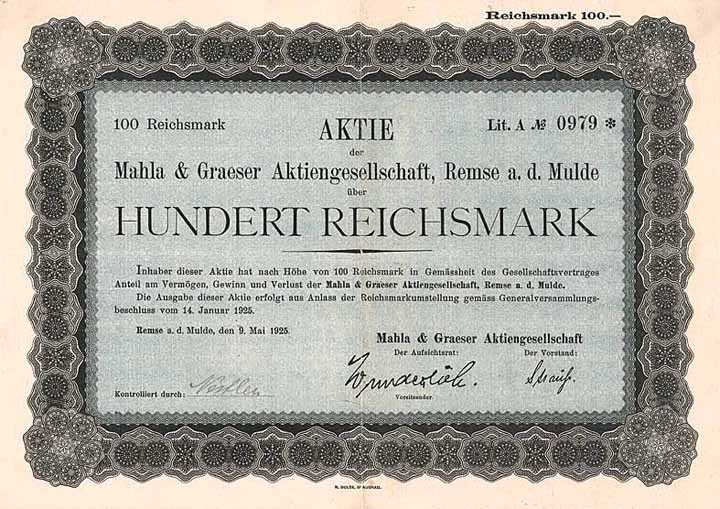 Reichsmark 100.—
100 Reichsmark AKTIE Lit. A № 0979 *
der
Mahla & Graeser Aktiengesellschaft, Remse a. d. Mulde
über
HUNDERT REICHSMARK
Inhaber dieser Aktie hat nach Höhe von 100 Reichsmark in Gemässheit des Gesellschaftsvertrages
Anteil am Vermögen, Gewinn und Verlust der Mahla & Graeser Aktiengesellschaft, Remse a. d. Mulde.
Die Ausgabe dieser Aktie erfolgt aus Anlass der Reichsmarkumstellung gemäss Generalversammlungs-
beschluss vom 14. Januar 1925.
Remse a. d. Mulde, den 9. Mai 1925.
Mahla & Graeser Aktiengesellschaft
Der Aufsichtsrat: Der Vorstand:
Kontrolliert durch:
Vorsitzender.